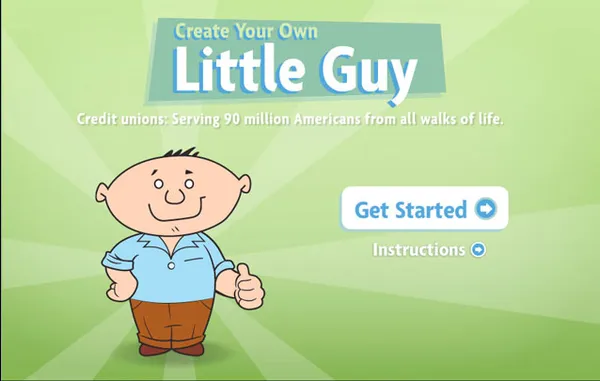 Create Your Own
Little Guy
Credit unions: Serving 90 million Americans from all walks of life.
Get Started
Instructions